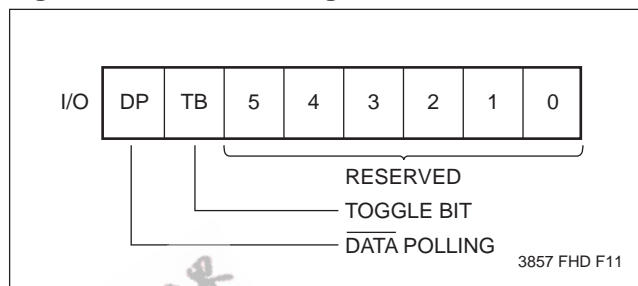 I/O DP TB 5 4 3 2 1 0
RESERVED
TOGGLE BIT
DATA POLLING
3857 FHD F11